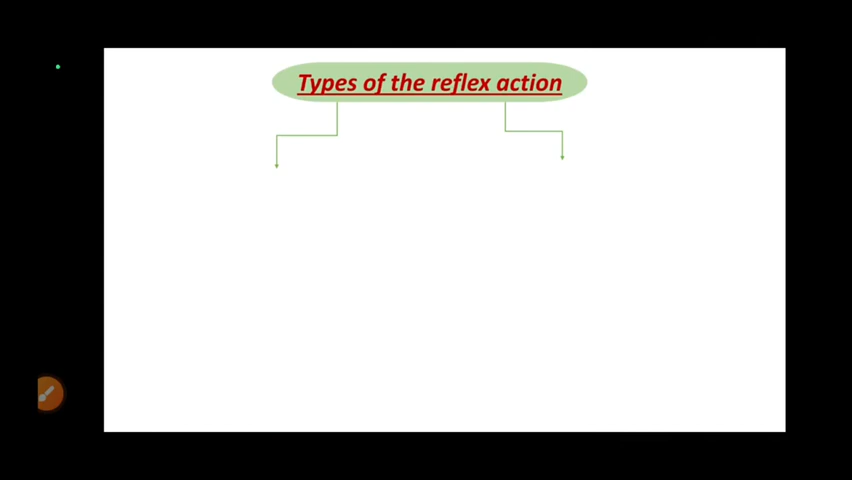 Types of the reflex action